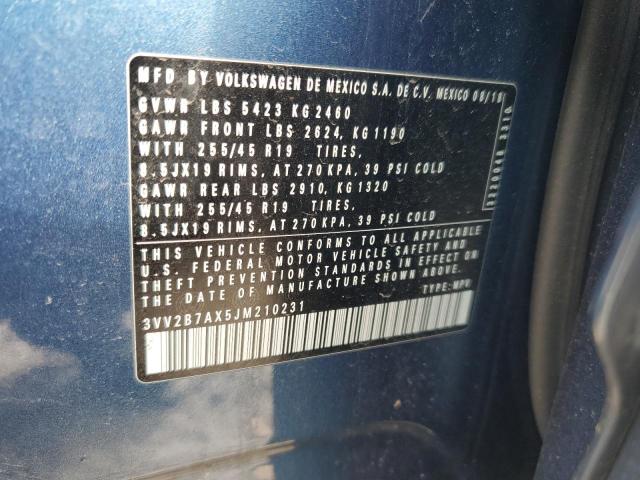 MFD BY VOLKSWAGEN DE MEXICO S.A. DE C.V. MEXICO 06/18
GVWR LBS 5423 KG 2460
GAWR FRONT LBS 2624, KG 1190
WITH 255/45 R19 TIRES,
8.5JX19 RIMS, AT 270 KPA, 39 PSI COLD
GAWR REAR LBS 2910, KG 1320
WITH 255/45 R19 TIRES,
8.5JX19 RIMS, AT 270 KPA, 39 PSI COLD
THIS VEHICLE CONFORMS TO ALL APPLICABLE
U.S. FEDERAL MOTOR VEHICLE SAFETY AND
THEFT PREVENTION STANDARDS IN EFFECT ON
THE DATE OF MANUFACTURE SHOWN ABOVE.
3VV2B7AX5JM210231 TYPE: MPV